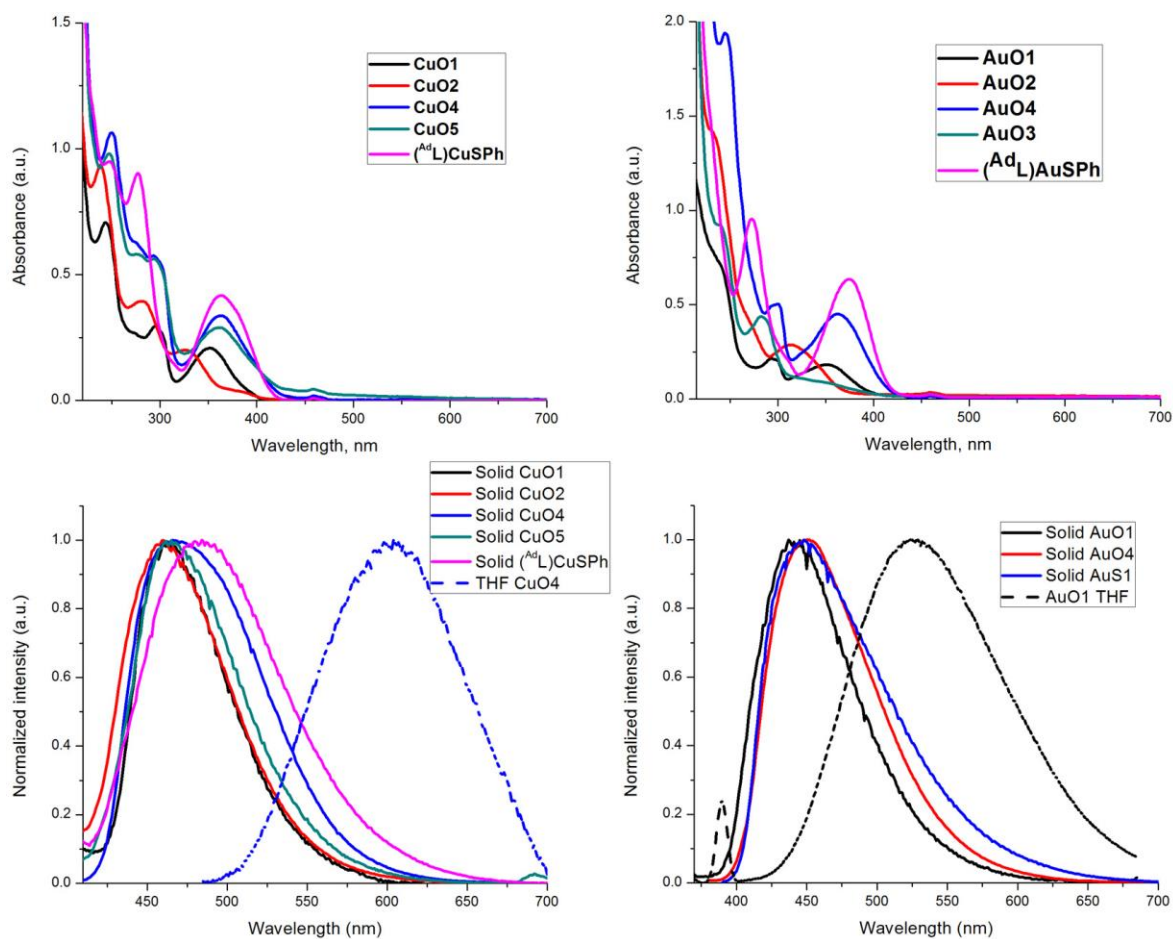 1.5
1.0
0.5
0.0
Absorbance (a.u.)
CuO1
CuO2
CuO4
CuO5
(ᴬᵈL)CuSPh
300
400
500
600
700
Wavelength, nm
2.0
1.5
1.0
0.5
0.0
Absorbance (a.u.)
AuO1
AuO2
AuO4
AuO3
(ᴬᵈL)AuSPh
300
400
500
600
700
Wavelength, nm
1.0
0.8
0.6
0.4
0.2
0.0
Normalized intensity (a.u.)
Solid CuO1
Solid CuO2
Solid CuO4
Solid CuO5
Solid (ᴬᵈL)CuSPh
THF CuO4
450
500
550
600
650
700
Wavelength (nm)
1.0
0.8
0.6
0.4
0.2
0.0
Normalized intensity (a.u.)
Solid AuO1
Solid AuO4
Solid AuS1
AuO1 THF
400
450
500
550
600
650
700
Wavelength (nm)